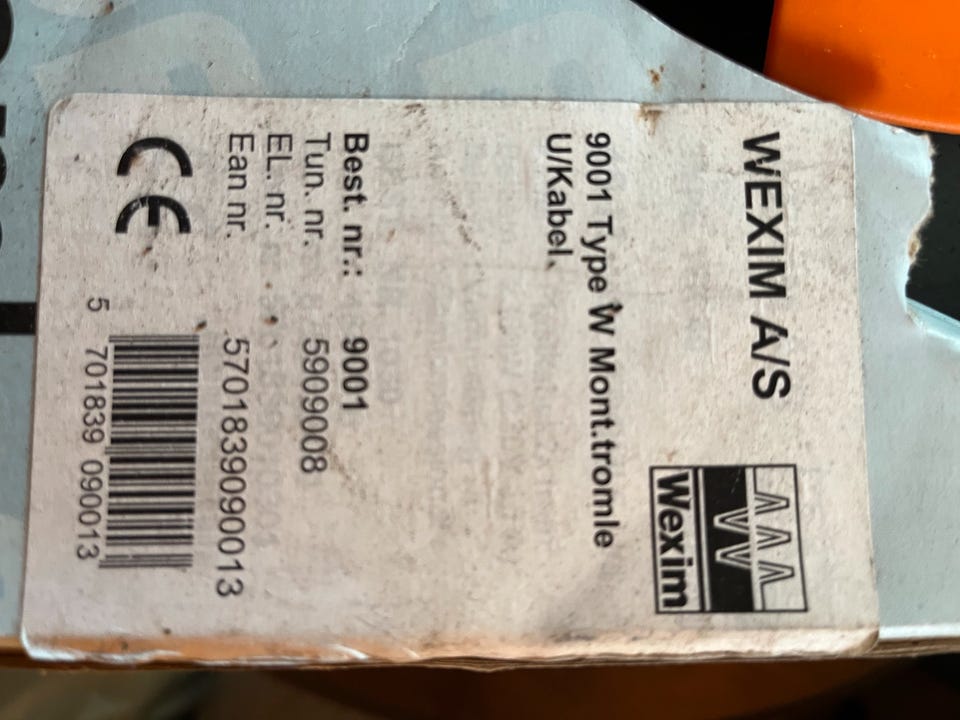 WEXIM A/S
Wexim
9001 Type W Mont.tromle
U/Kabel.
Best. nr.: 9001
Tun. nr. 5909008
EL. nr.
Ean nr. 5701839090013
CE
5 701839 090013